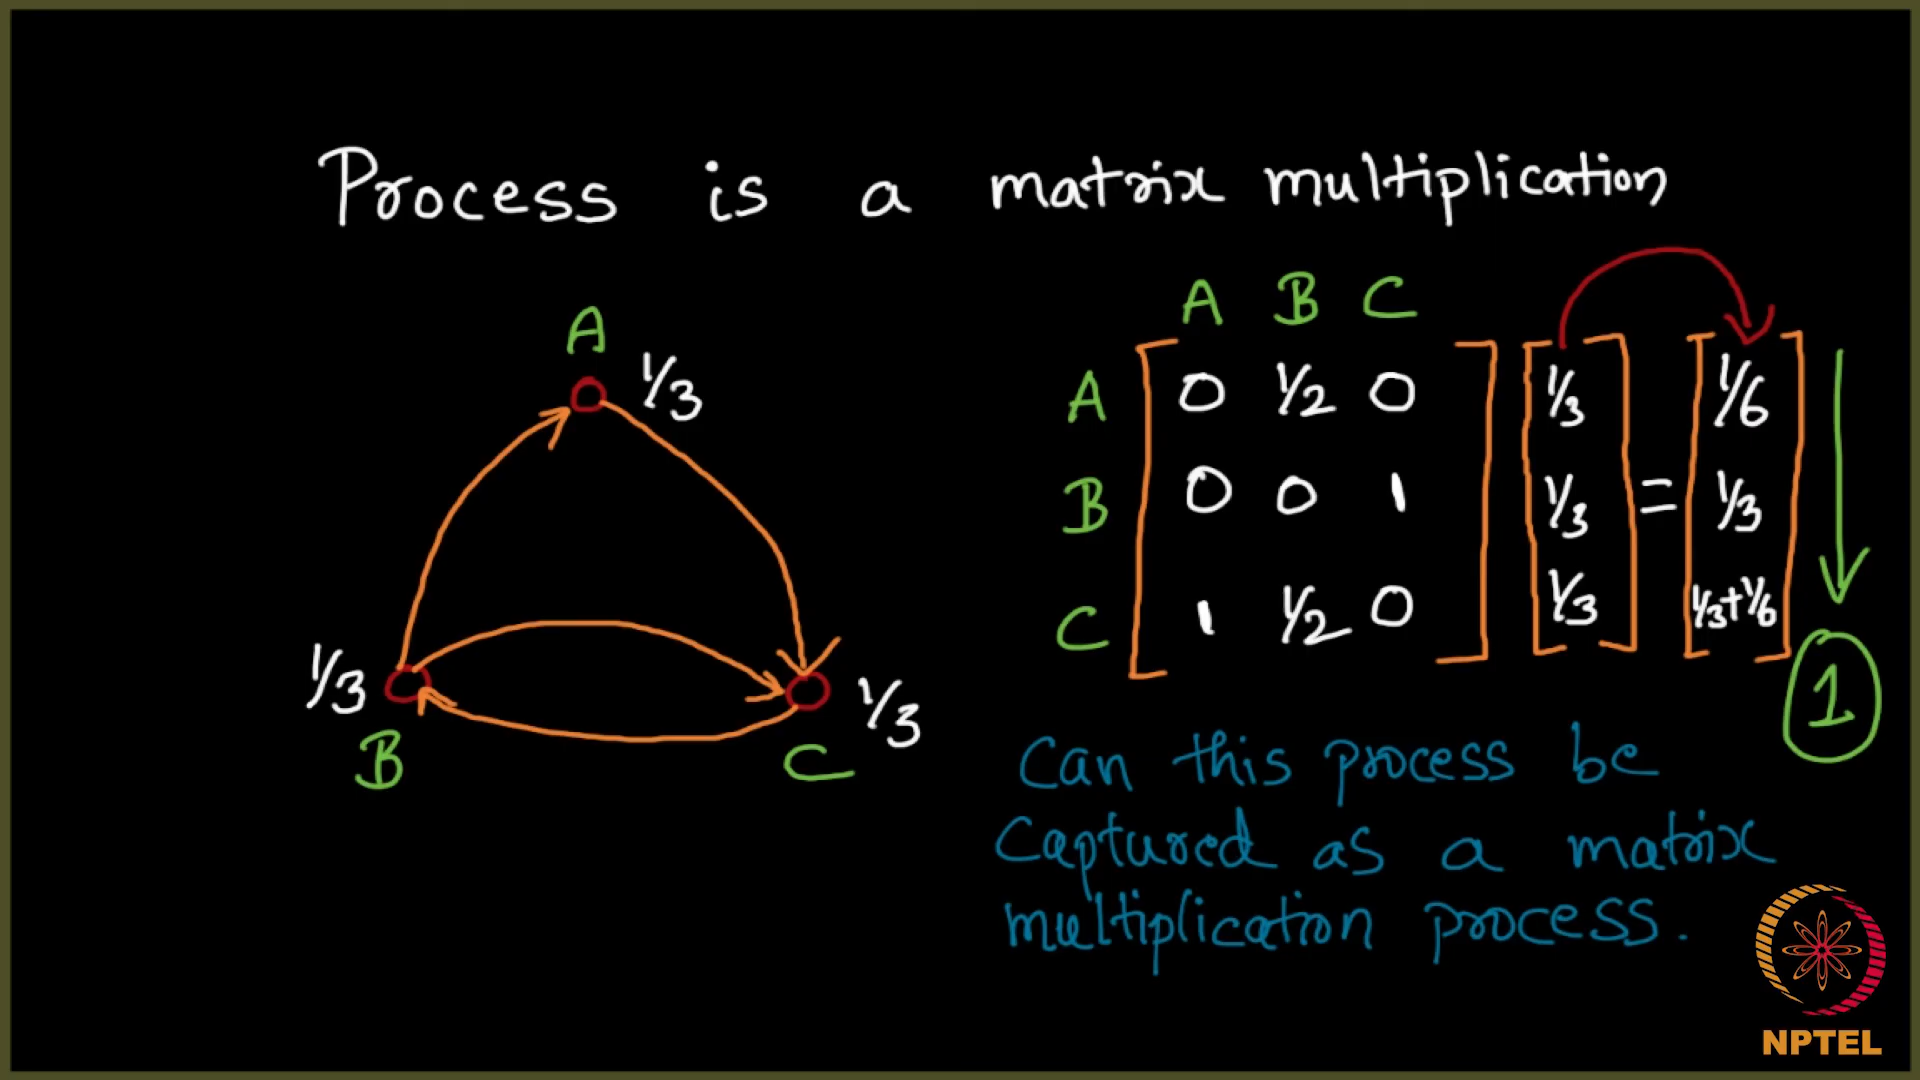 Process is a matrix multiplication
A
1/3
1/3
B
1/3
C
A B C
A 0 1/2 0 1/3 1/6
B 0 0 1 1/3 = 1/3
C 1 1/2 0 1/3 1/3+1/6
1
Can this process be
Captured as a matrix
multiplication process.
NPTEL